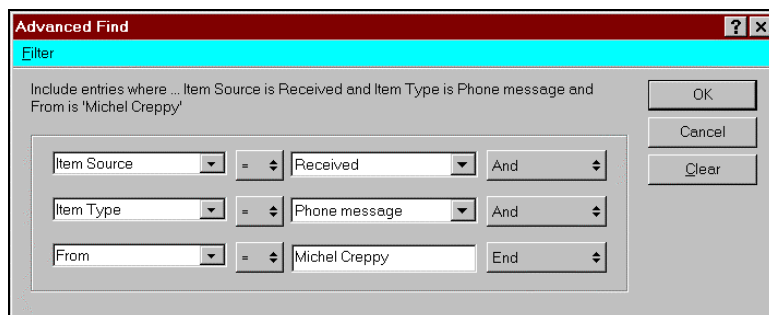 Advanced Find
Filter
Include entries where ... Item Source is Received and Item Type is Phone message and
From is 'Michel Creppy'
OK
Cancel
Clear
Item Source = Received And
Item Type = Phone message And
From = Michel Creppy End